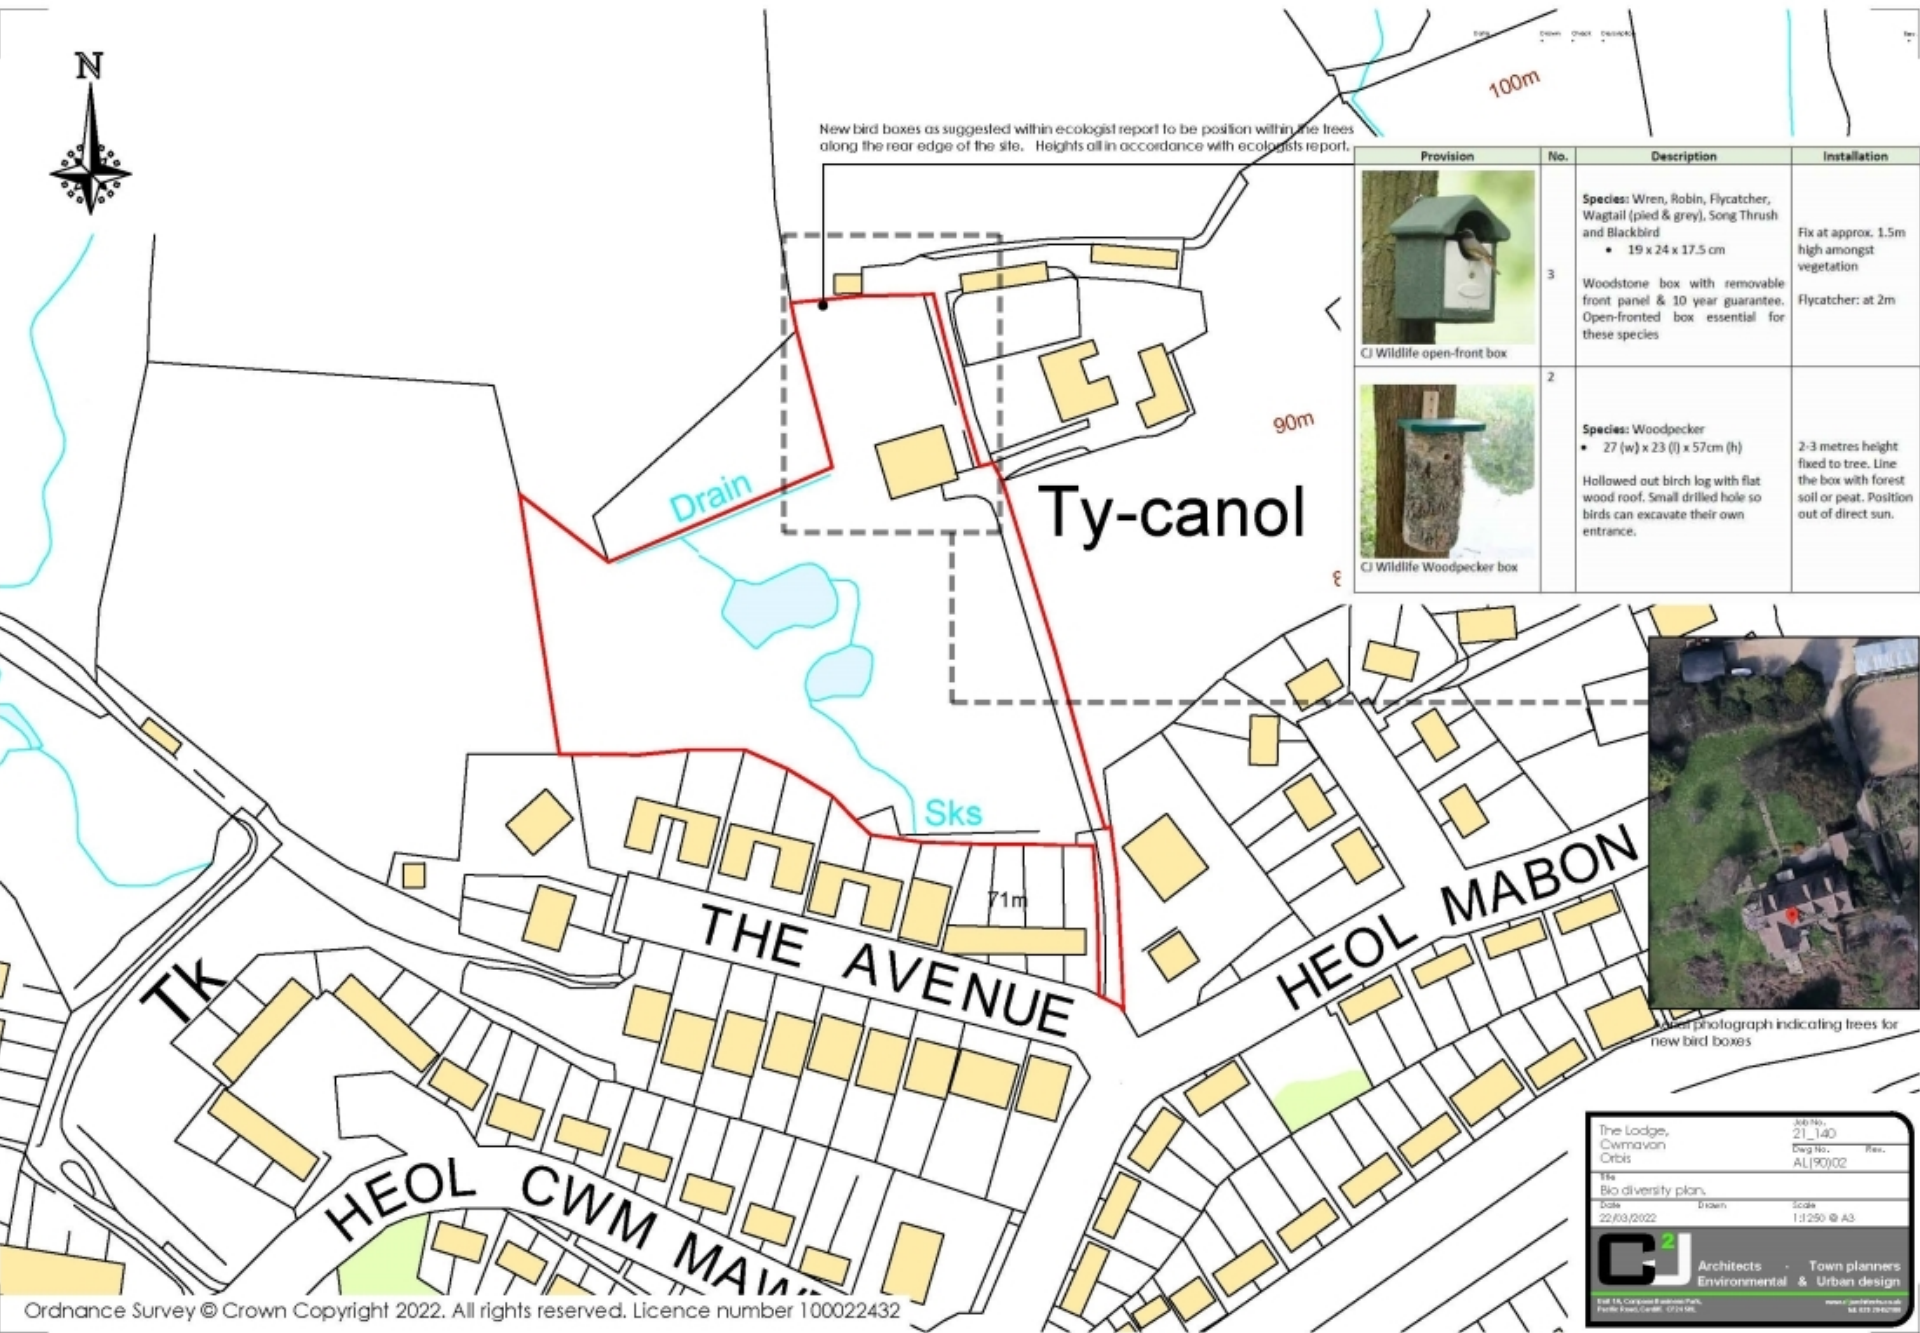 N
Date Drawn Check Description Rev
100m
New bird boxes as suggested within ecologist report to be position within the trees
along the rear edge of the site. Heights all in accordance with ecologists report.
Provision No. Description Installation
Species: Wren, Robin, Flycatcher,
Wagtail (pied & grey), Song Thrush
and Blackbird
• 19 x 24 x 17.5 cm
Woodstone box with removable
front panel & 10 year guarantee.
Open-fronted box essential for
these species
3
Fix at approx. 1.5m
high amongst
vegetation
Flycatcher: at 2m
CJ Wildlife open-front box
2
Species: Woodpecker
• 27 (w) x 23 (l) x 57cm (h)
Hollowed out birch log with flat
wood roof. Small drilled hole so
birds can excavate their own
entrance.
2-3 metres height
fixed to tree. Line
the box with forest
soil or peat. Position
out of direct sun.
CJ Wildlife Woodpecker box
90m
Drain
Ty-canol
Sks
71m
THE AVENUE
HEOL MABON
Tk
HEOL CWM MAW
photograph indicating trees for
new bird boxes
The Lodge,
Cwmavon
Orbis
Job No.
21_140
Dwg No. Rev.
AL(90)02
Title
Bio diversity plan.
Date Drawn Scale
22/03/2022 1:1250 @ A3
C2J
Architects · Town planners
Environmental & Urban design
Ordnance Survey © Crown Copyright 2022. All rights reserved. Licence number 100022432